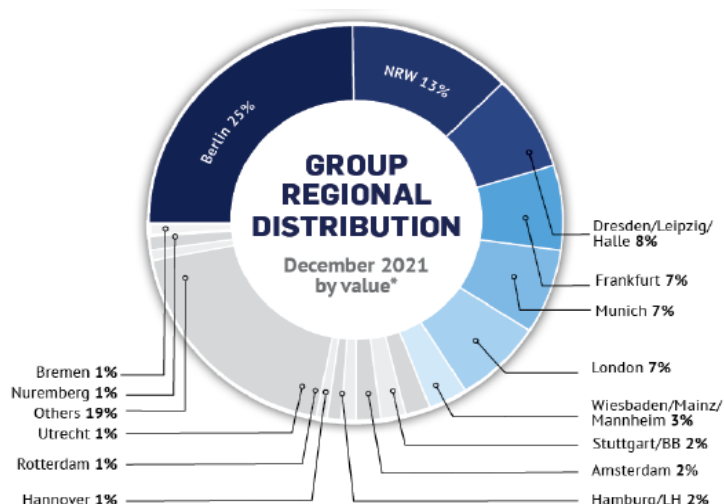 Berlin 25%
NRW 13%
GROUP
REGIONAL
DISTRIBUTION
December 2021
by value*
Dresden/Leipzig/
Halle 8%
Frankfurt 7%
Munich 7%
London 7%
Wiesbaden/Mainz/
Mannheim 3%
Stuttgart/BB 2%
Amsterdam 2%
Hamburg/LH 2%
Bremen 1%
Nuremberg 1%
Others 19%
Utrecht 1%
Rotterdam 1%
Hannover 1%